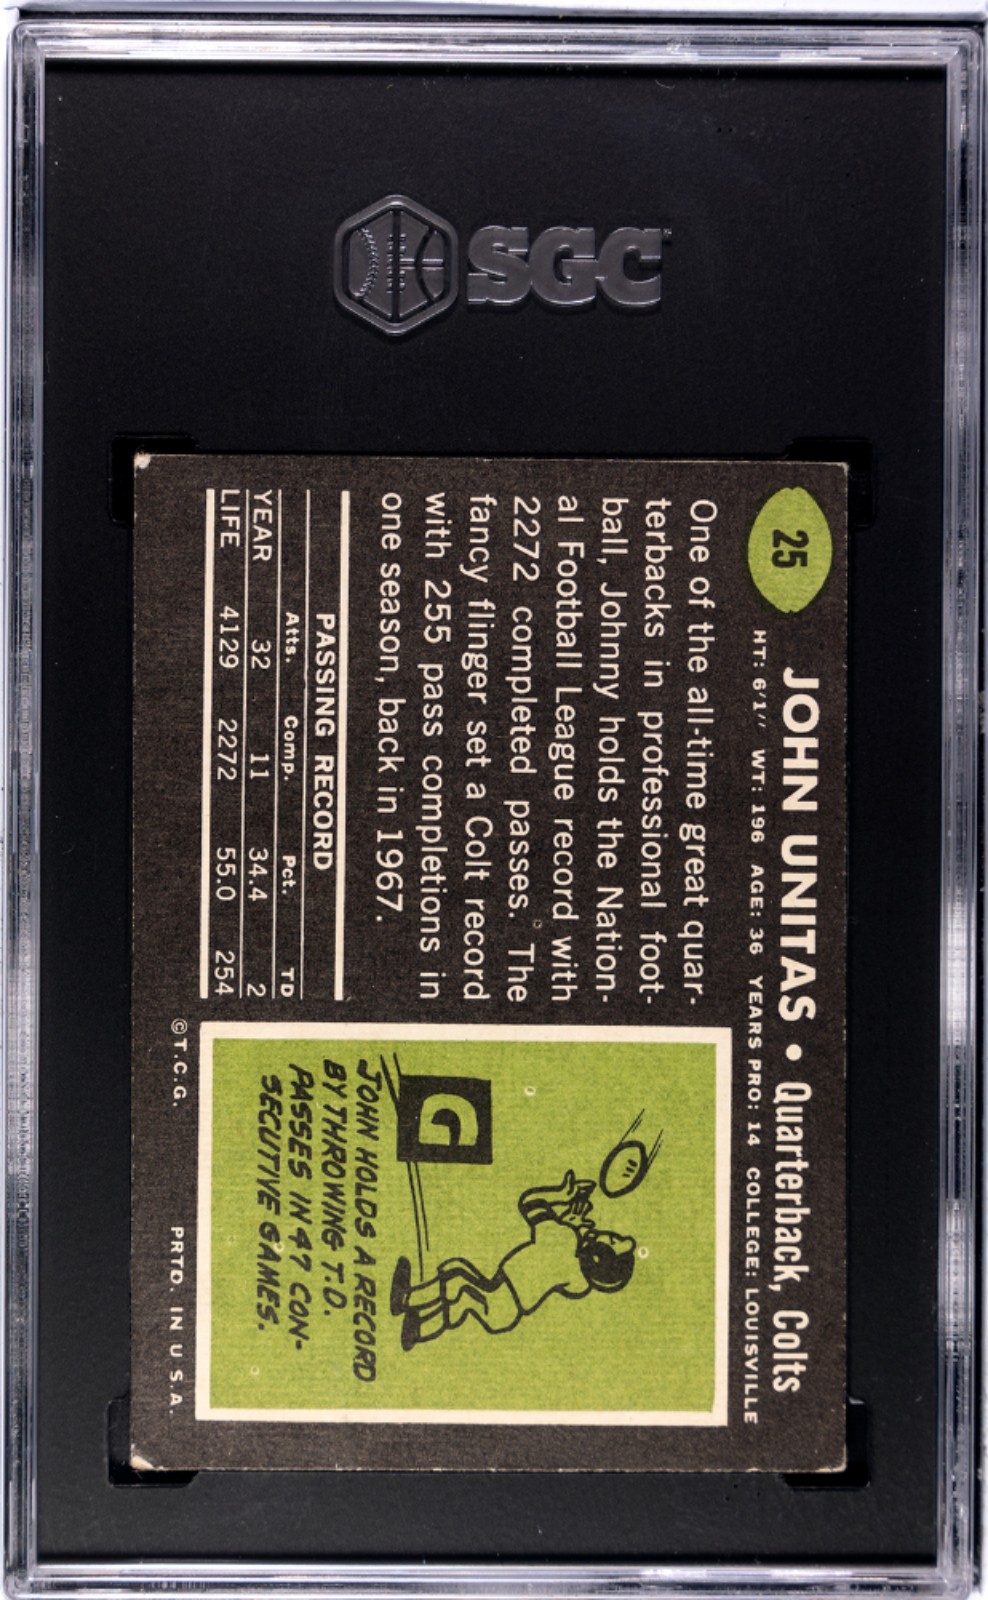 SGC
25
JOHN UNITAS • Quarterback, Colts
HT: 6'1" WT: 196 AGE: 36 YEARS PRO: 14 COLLEGE: LOUISVILLE
One of the all-time great quar-
terbacks in professional foot-
ball, Johnny holds the Nation-
al Football League record with
2272 completed passes. The
fancy flinger set a Colt record
with 255 pass completions in
one season, back in 1967.
PASSING RECORD
Atts. Comp. Pct. TD
YEAR 32 11 34.4 2
LIFE 4129 2272 55.0 254
G
JOHN HOLDS A RECORD
BY THROWING T.D.
PASSES IN 47 CON-
SECUTIVE GAMES.
©T.C.G. PRTD. IN U.S.A.